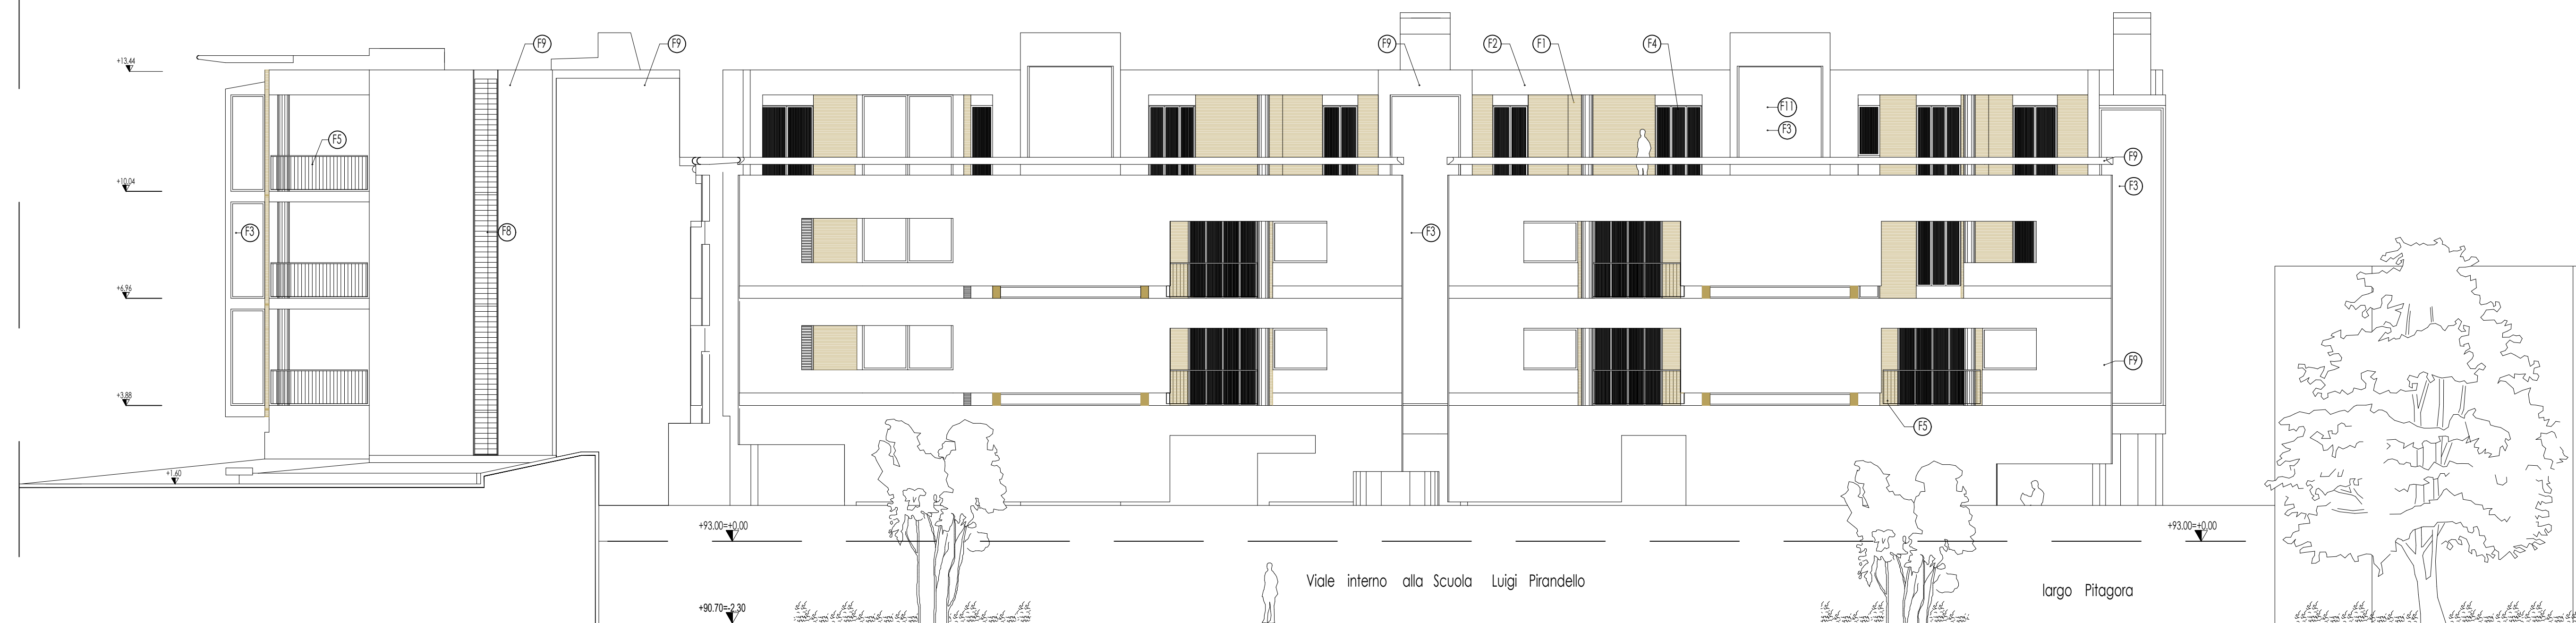 F9
F9
F9
F2
F1
F4
+13,44
F11
F3
F5
F9
+10,04
F3
F3
F8
F3
+6,96
F9
+3,88
F5
+1,60
+93.00=+0,00
+93.00=+0,00
Viale interno alla Scuola Luigi Pirandello
largo Pitagora
+90.70=-2,30